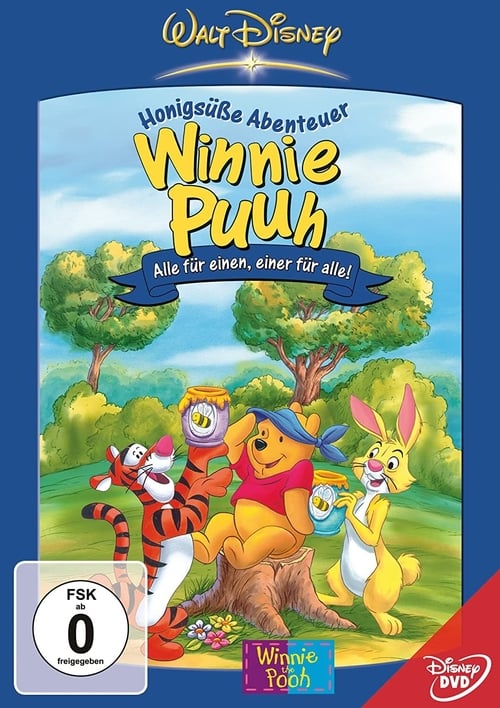 WALT DISNEY
Honigsüße Abenteuer
Winnie
Puuh
Alle für einen, einer für alle!
FSK
ab
0
freigegeben
Winnie
the
Pooh
Disney
DVD